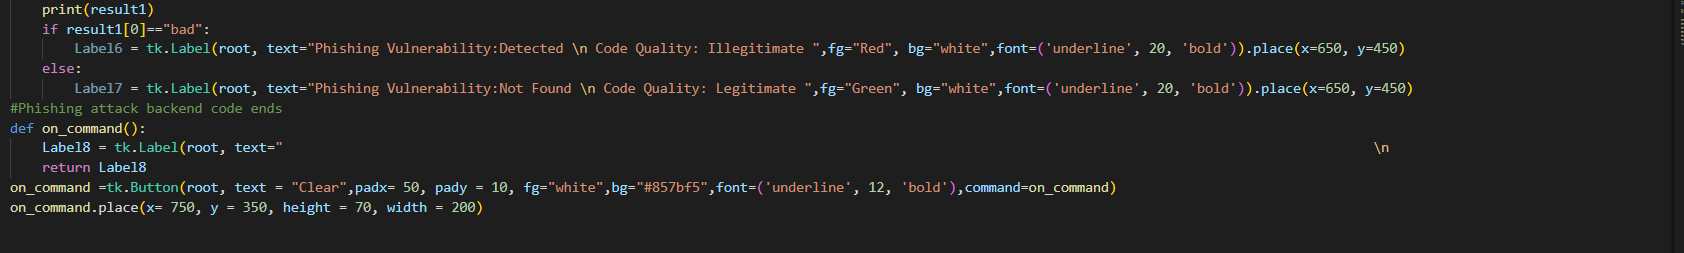 print(result1)
if result1[0]=="bad":
Label6 = tk.Label(root, text="Phishing Vulnerability:Detected \n Code Quality: Illegitimate ",fg="Red", bg="white",font=('underline', 20, 'bold')).place(x=650, y=450)
else:
Label7 = tk.Label(root, text="Phishing Vulnerability:Not Found \n Code Quality: Legitimate ",fg="Green", bg="white",font=('underline', 20, 'bold')).place(x=650, y=450)
#Phishing attack backend code ends
def on_command():
Label8 = tk.Label(root, text=" \n
return Label8
on_command =tk.Button(root, text = "Clear",padx= 50, pady = 10, fg="white",bg="#857bf5",font=('underline', 12, 'bold'),command=on_command)
on_command.place(x= 750, y = 350, height = 70, width = 200)